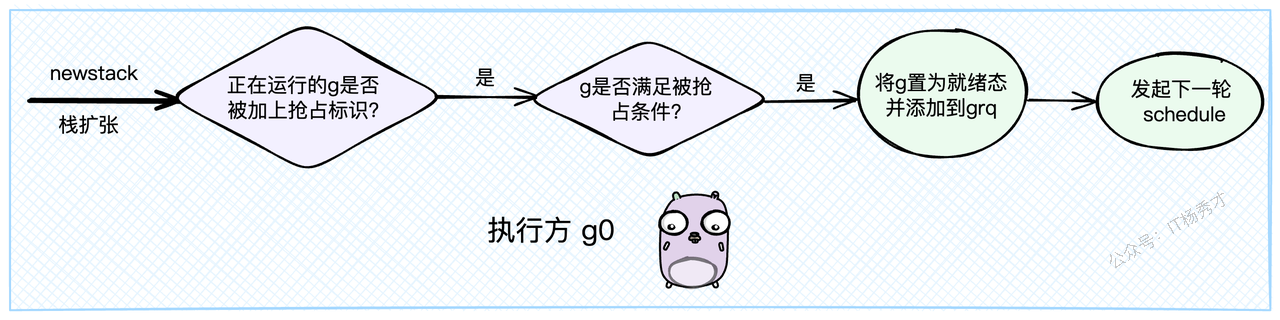 newstack
栈扩张
正在运行的g是否
被加上抢占标识?
是
g是否满足被抢
占条件?
是
将g置为就绪态
并添加到grq
发起下一轮
schedule
执行方 g0
公众号：IT杨秀才